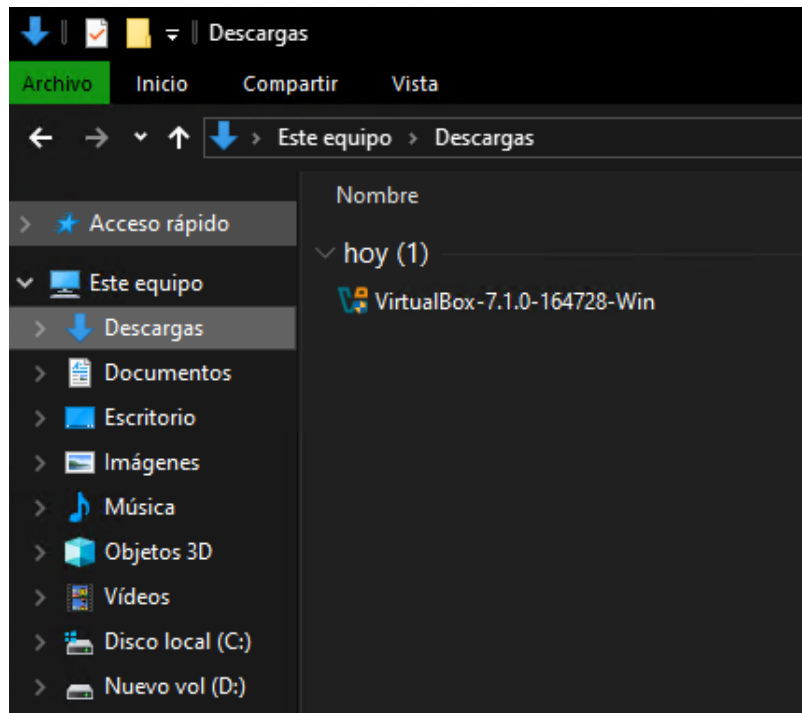 Descargas
Archivo Inicio Compartir Vista
Este equipo > Descargas
Nombre
Acceso rápido
hoy (1)
Este equipo
VirtualBox-7.1.0-164728-Win
Descargas
Documentos
Escritorio
Imágenes
Música
Objetos 3D
Vídeos
Disco local (C:)
Nuevo vol (D:)